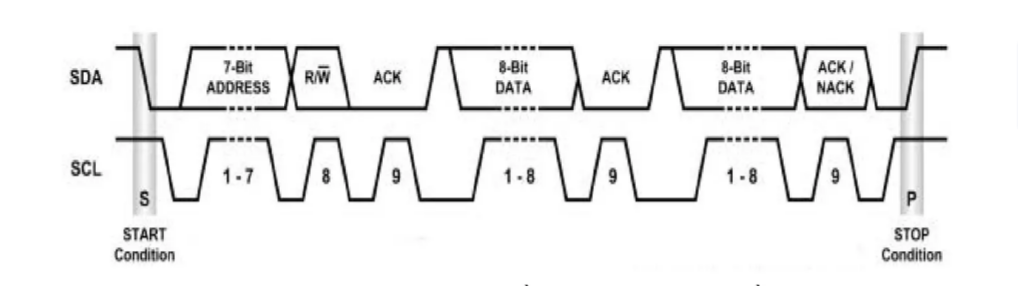 SDA
7-Bit
ADDRESS
R/W̅
ACK
8-Bit
DATA
ACK
8-Bit
DATA
ACK /
NACK
SCL
1 - 7
8
9
1 - 8
9
1 - 8
9
S
P
START
Condition
STOP
Condition